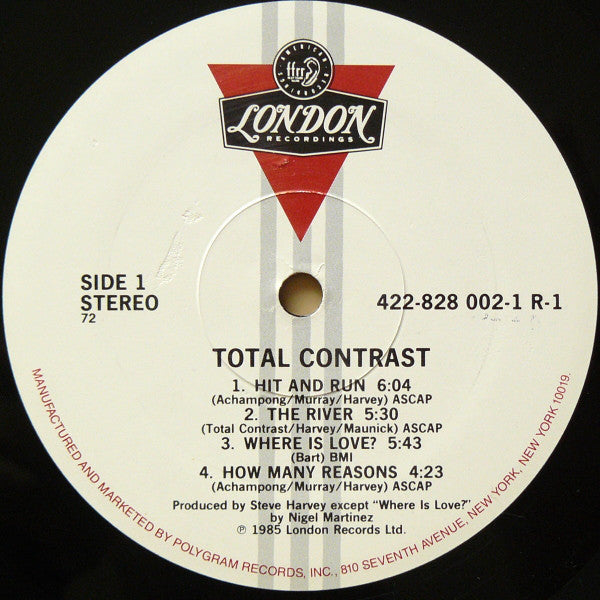 AMERICAN
ffrr
RECORDINGS
LONDON
RECORDINGS
SIDE 1
STEREO
72
422-828 002-1 R-1
TOTAL CONTRAST
1. HIT AND RUN 6:04
(Achampong/Murray/Harvey) ASCAP
2. THE RIVER 5:30
(Total Contrast/Harvey/Maunick) ASCAP
3. WHERE IS LOVE? 5:43
(Bart) BMI
4. HOW MANY REASONS 4:23
(Achampong/Murray/Harvey) ASCAP
Produced by Steve Harvey except "Where Is Love?"
by Nigel Martinez
℗ 1985 London Records Ltd.
MANUFACTURED AND MARKETED BY POLYGRAM RECORDS, INC., 810 SEVENTH AVENUE, NEW YORK, NEW YORK 10019.